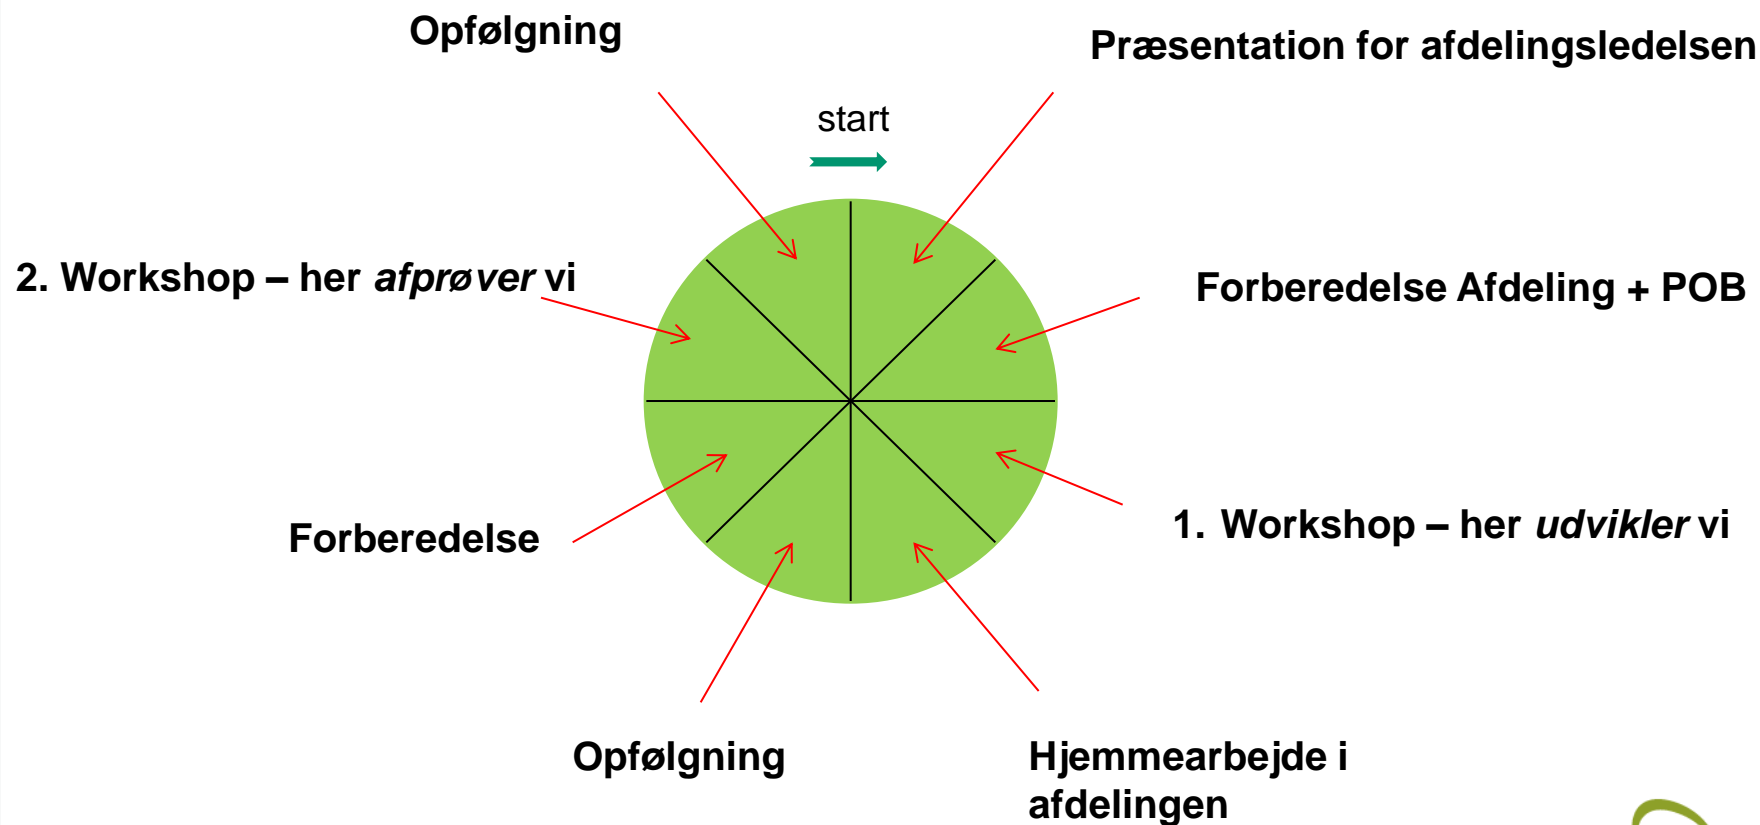 Opfølgning
Præsentation for afdelingsledelsen
start
2. Workshop – her afprøver vi
Forberedelse Afdeling + POB
1. Workshop – her udvikler vi
Forberedelse
Opfølgning
Hjemmearbejde i
afdelingen